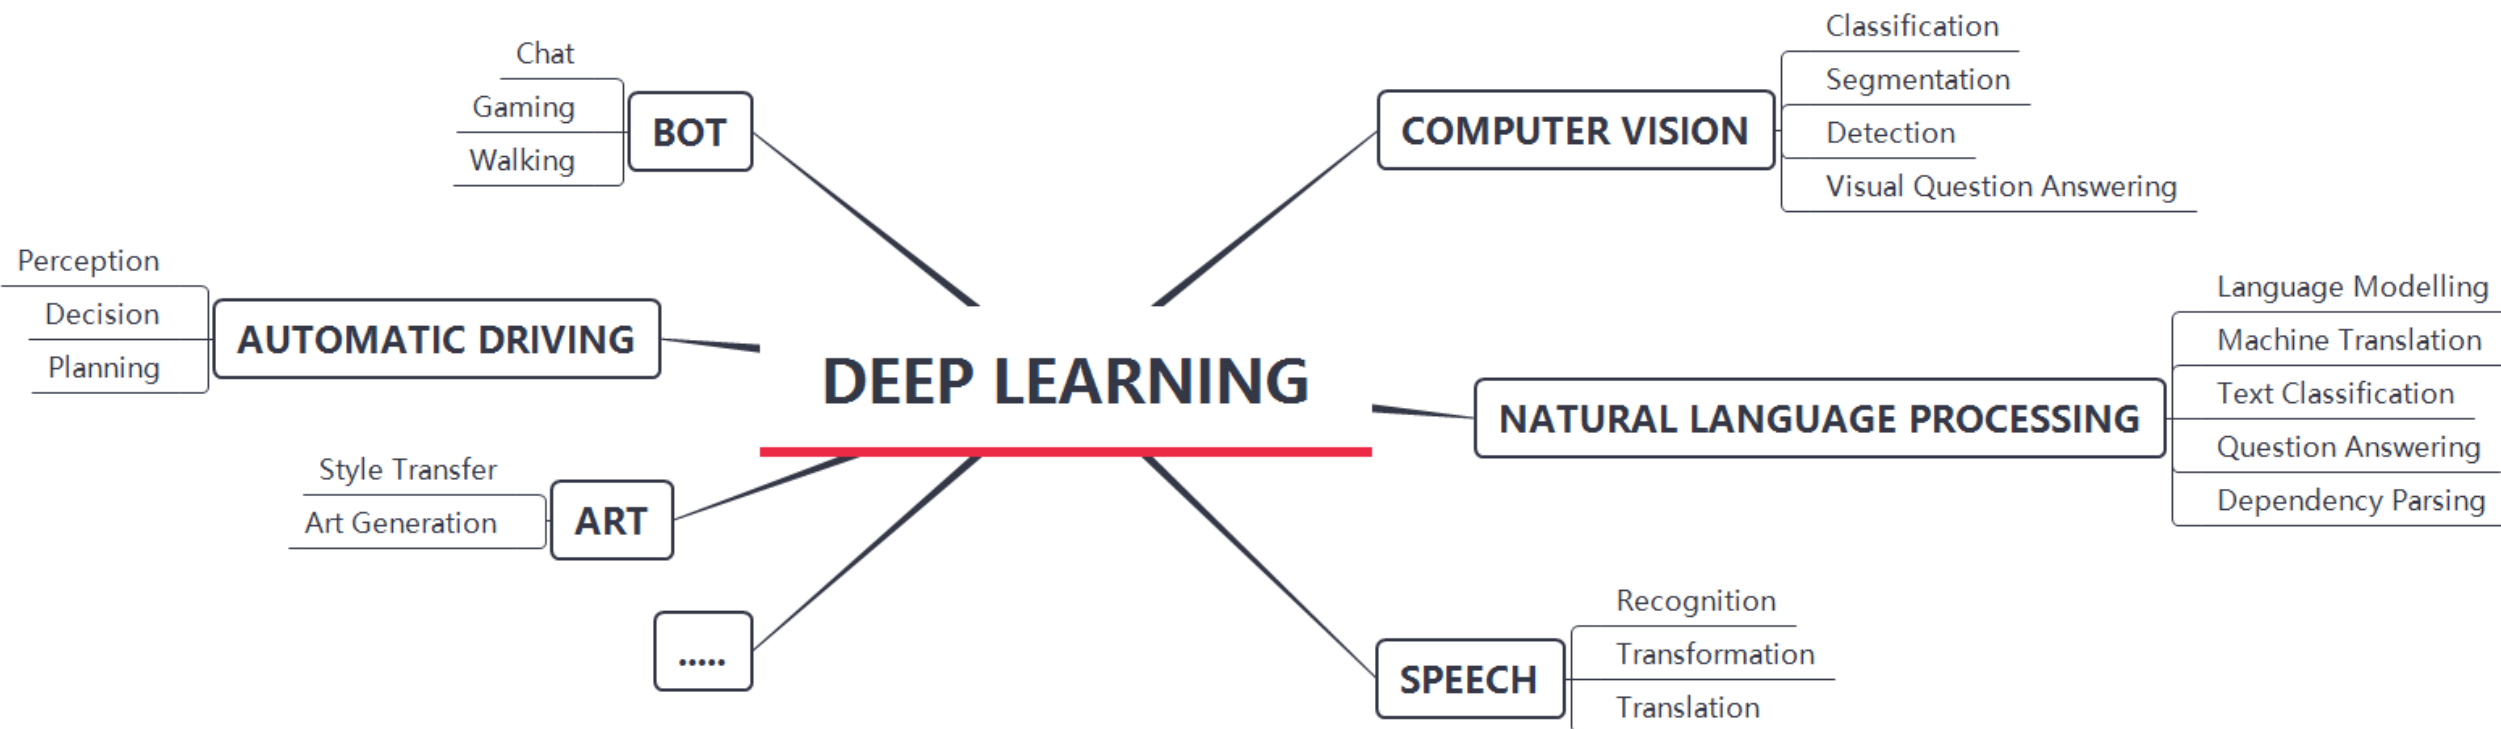 DEEP LEARNING
COMPUTER VISION
Classification
Segmentation
Detection
Visual Question Answering
NATURAL LANGUAGE PROCESSING
Language Modelling
Machine Translation
Text Classification
Question Answering
Dependency Parsing
SPEECH
Recognition
Transformation
Translation
BOT
Chat
Gaming
Walking
AUTOMATIC DRIVING
Perception
Decision
Planning
ART
Style Transfer
Art Generation
.....